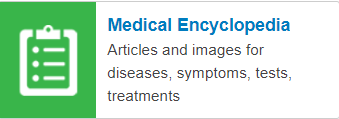 Medical Encyclopedia
Articles and images for
diseases, symptoms, tests,
treatments